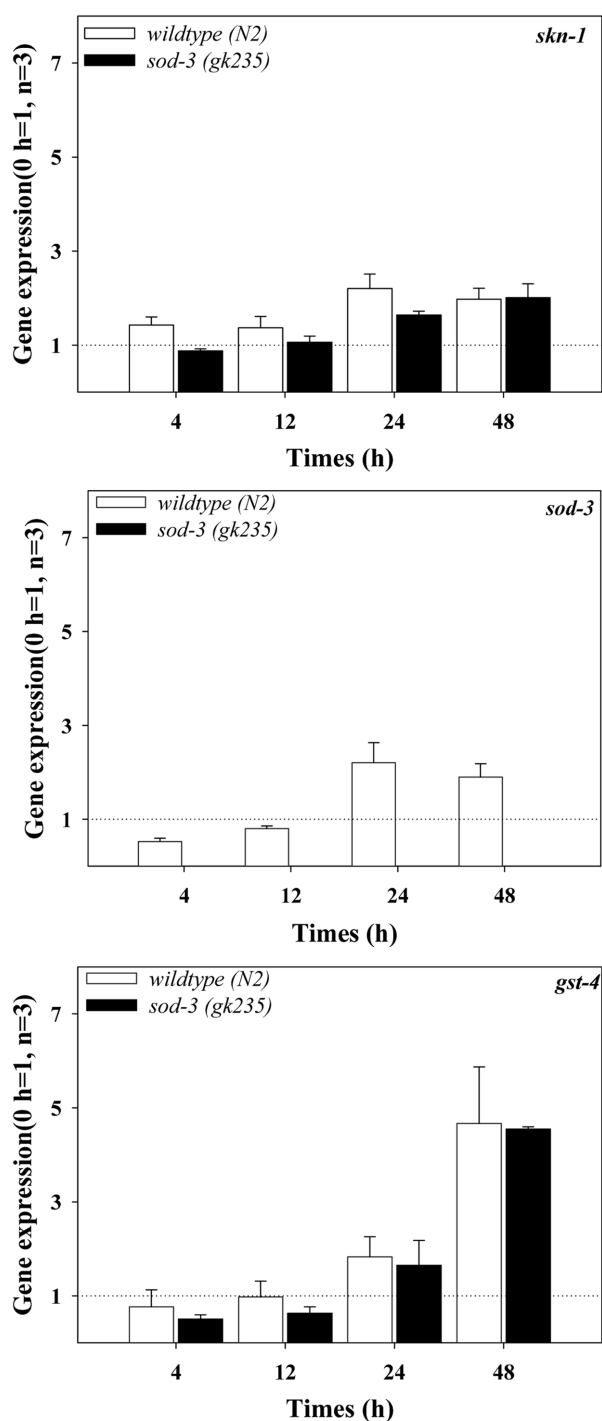 wildtype (N2)
sod-3 (gk235)
skn-1
Gene expression(0 h=1, n=3)
7
5
3
1
4 12 24 48
Times (h)
wildtype (N2)
sod-3 (gk235)
sod-3
Gene expression(0 h=1, n=3)
7
5
3
1
4 12 24 48
Times (h)
wildtype (N2)
sod-3 (gk235)
gst-4
Gene expression(0 h=1, n=3)
7
5
3
1
4 12 24 48
Times (h)